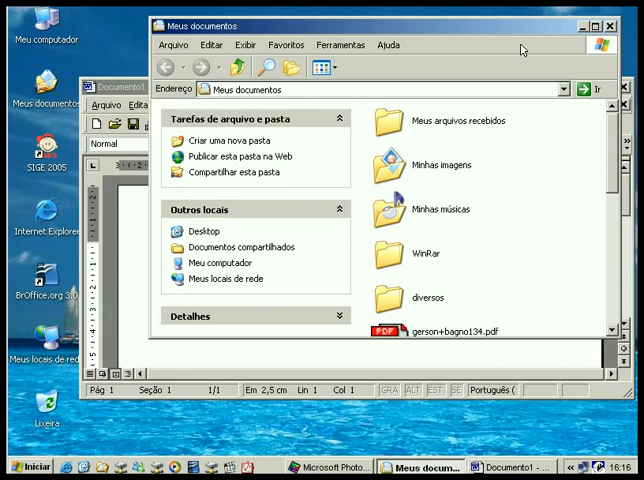 Meu computador
Meus documentos
SIGE 2005
Internet Explorer
BrOffice.org 3.0
Meus locais de rede
Lixeira
Documento1
Arquivo Edita
Normal
Meus documentos
Arquivo Editar Exibir Favoritos Ferramentas Ajuda
Endereço Meus documentos Ir
Tarefas de arquivo e pasta
Criar uma nova pasta
Publicar esta pasta na Web
Compartilhar esta pasta
Outros locais
Desktop
Documentos compartilhados
Meu computador
Meus locais de rede
Detalhes
Meus arquivos recebidos
Minhas imagens
Minhas músicas
WinRar
diversos
PDF gerson+bagno134.pdf
Pág 1 Seção 1 1/1 Em 2,5 cm Lin 1 Col 1 GRA ALT EST SE Português (
Iniciar Microsoft Photo... Meus docum... Documento1 - ... 16:16